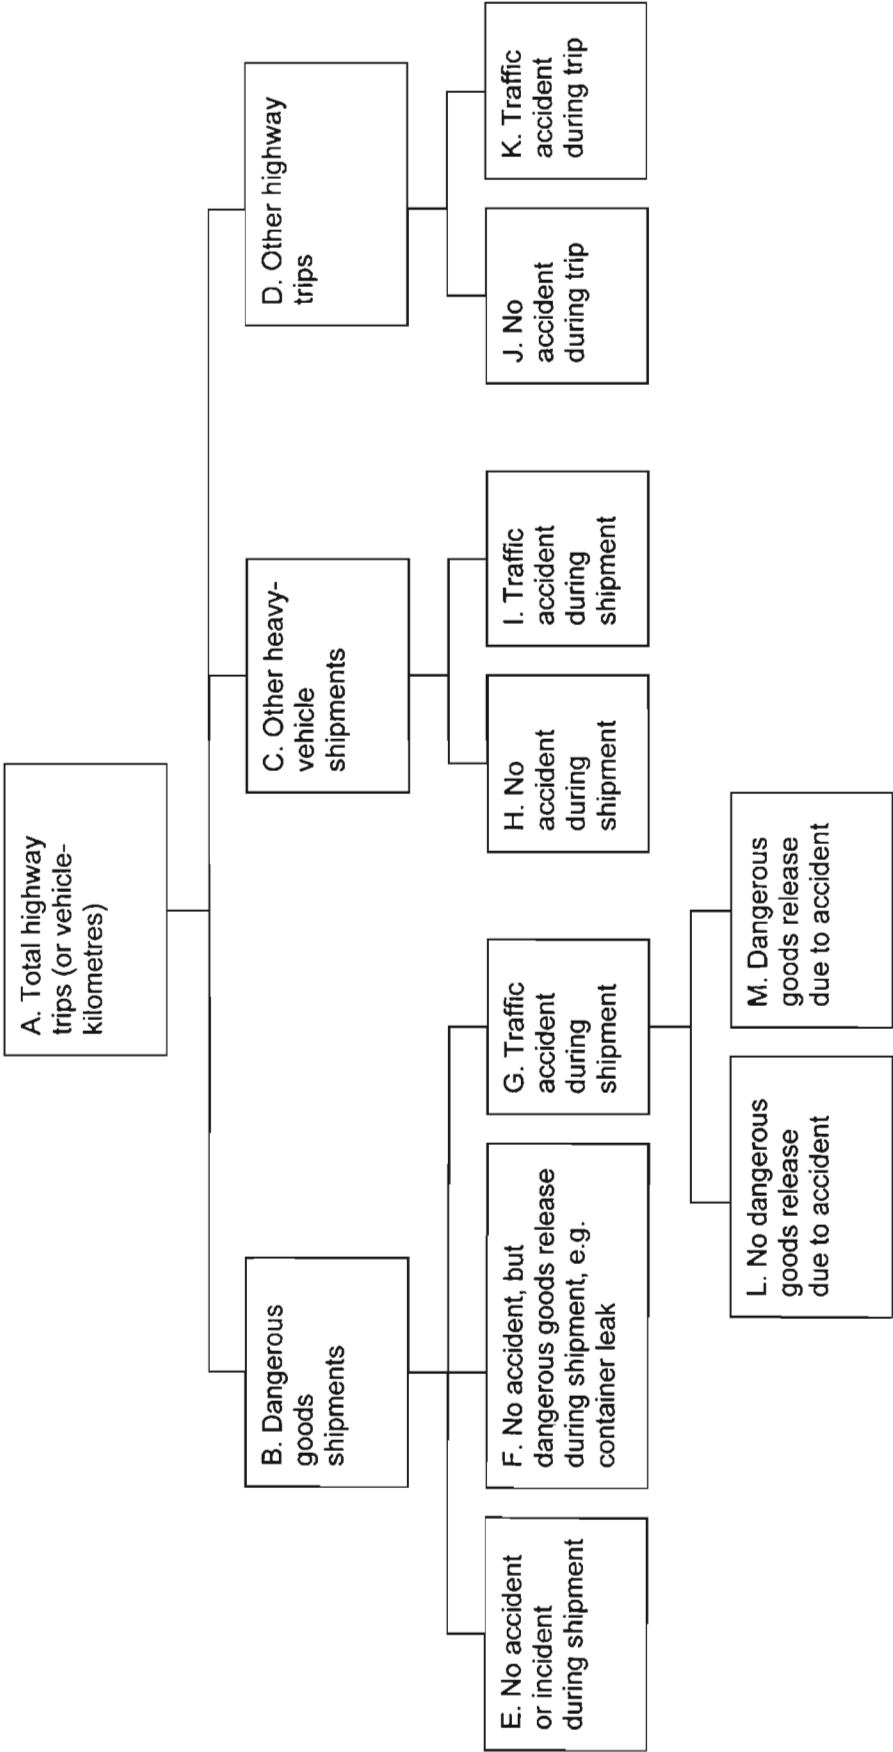 A. Total highway
trips (or vehicle-
kilometres)
B. Dangerous
goods
shipments
C. Other heavy-
vehicle
shipments
D. Other highway
trips
E. No accident
or incident
during shipment
F. No accident, but
dangerous goods release
during shipment, e.g.
container leak
G. Traffic
accident
during
shipment
H. No
accident
during
shipment
I. Traffic
accident
during
shipment
J. No
accident
during trip
K. Traffic
accident
during trip
L. No dangerous
goods release
due to accident
M. Dangerous
goods release
due to accident